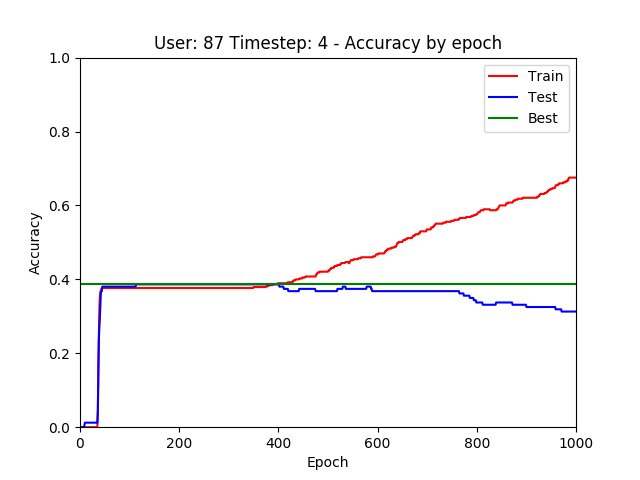 User: 87 Timestep: 4 - Accuracy by epoch
1.0
0.8
0.6
0.4
0.2
0.0
Accuracy
Train
Test
Best
0 200 400 600 800 1000
Epoch